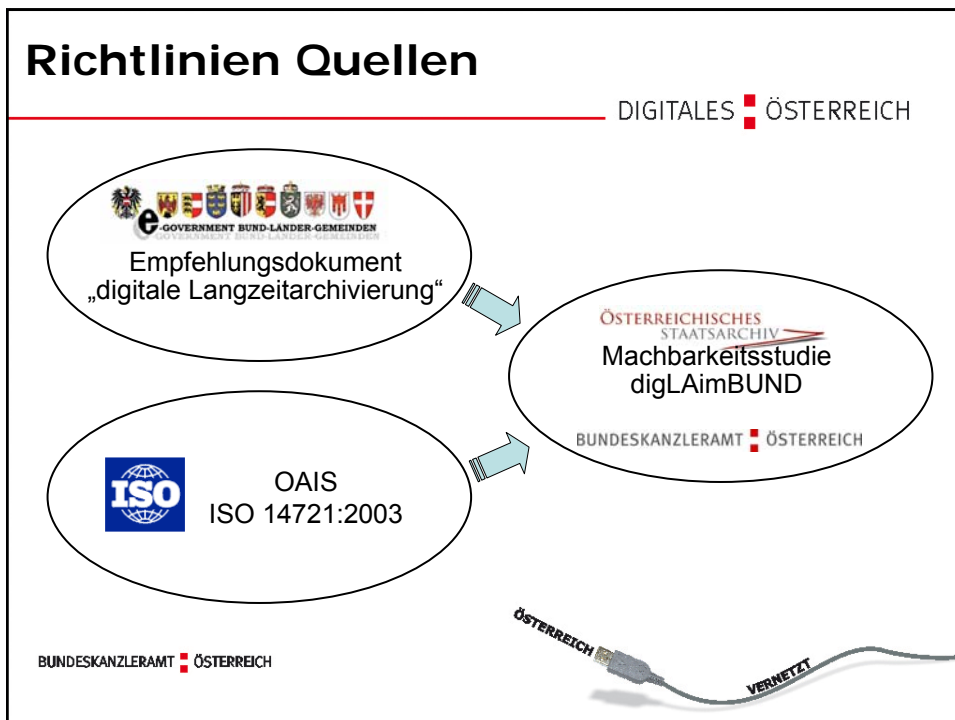 Richtlinien Quellen
DIGITALES ÖSTERREICH
e-GOVERNMENT BUND-LÄNDER-GEMEINDEN
Empfehlungsdokument
„digitale Langzeitarchivierung“
ÖSTERREICHISCHES
STAATSARCHIV
Machbarkeitsstudie
digLAimBUND
BUNDESKANZLERAMT ÖSTERREICH
ISO
OAIS
ISO 14721:2003
BUNDESKANZLERAMT ÖSTERREICH
ÖSTERREICH
VERNETZT